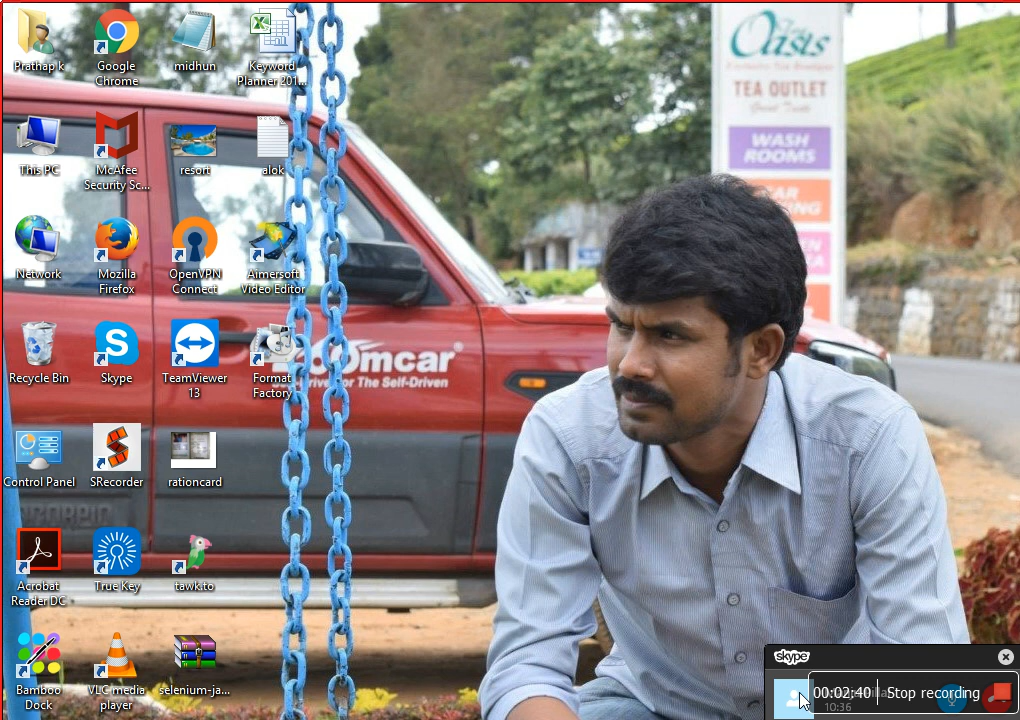 Prathap k
Google
Chrome
midhun
Keyword
Planner 201...
This PC
McAfee
Security Sc...
resort
alok
Network
Mozilla
Firefox
OpenVPN
Connect
Aimersoft
Video Editor
Recycle Bin
Skype
TeamViewer
13
Format
Factory
Control Panel
SRecorder
rationcard
Acrobat
Reader DC
True Key
tawk.to
Bamboo
Dock
VLC media
player
selenium-ja...
Oasis
TEA OUTLET
WASH
ROOMS
omcar®
For The Self-Driven
SCORPIO
skype
00:02:40
Stop recording
10:36